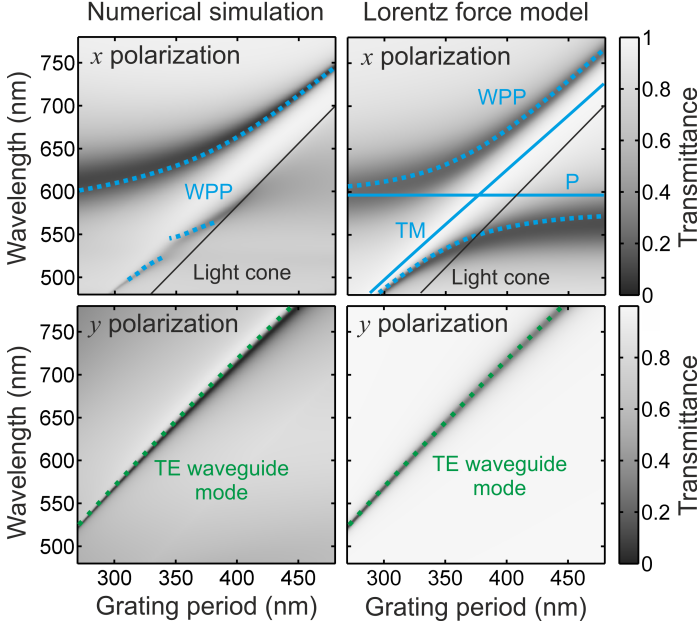 Numerical simulation
Lorentz force model
x polarization
x polarization
WPP
WPP
P
TM
Light cone
Light cone
Wavelength (nm)
750
700
650
600
550
500
1
0.8
0.6
0.4
0.2
0
Transmittance
y polarization
y polarization
TE waveguide
mode
TE waveguide
mode
Wavelength (nm)
750
700
650
600
550
500
0.8
0.6
0.4
0.2
0
Transmittance
300
350
400
450
300
350
400
450
Grating period (nm)
Grating period (nm)